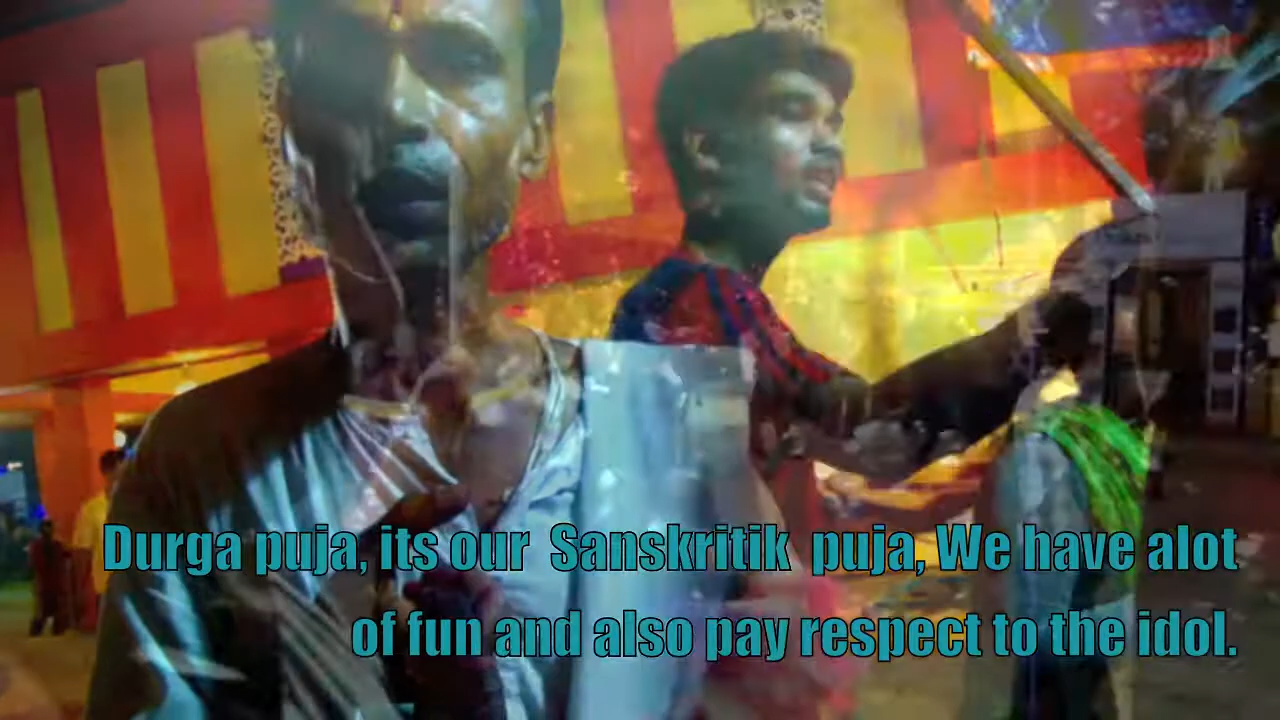 Durga puja, its our Sanskritik puja, We have alot
of fun and also pay respect to the idol.